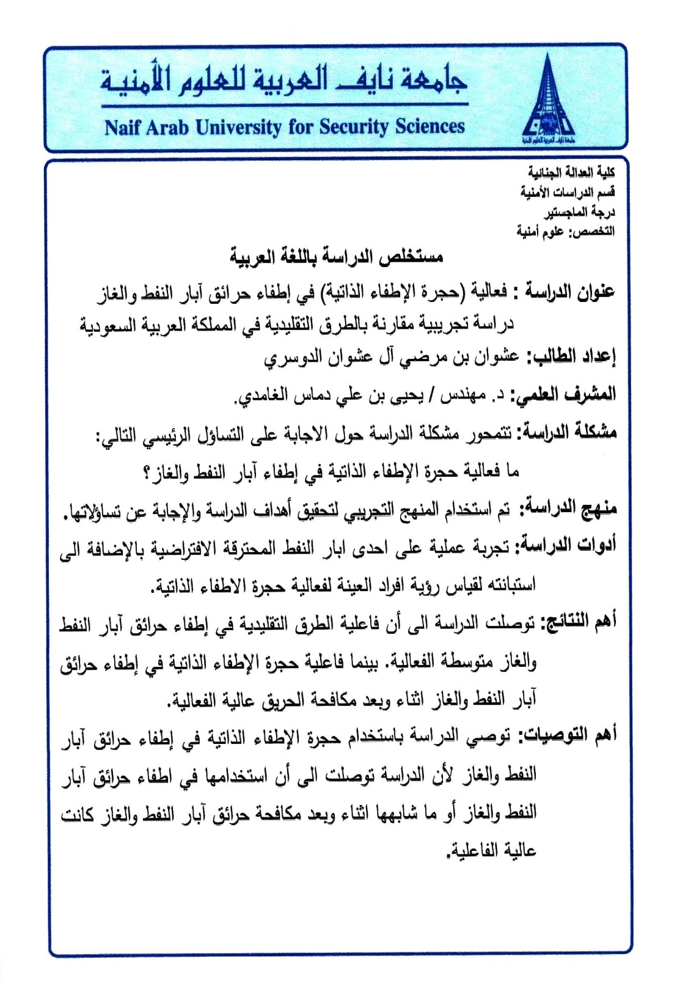 جامعة نايف العربية للعلوم الأمنية
Naif Arab University for Security Sciences
جامعة نايف العربية للعلوم الأمنية
كلية العدالة الجنائية
قسم الدراسات الأمنية
درجة الماجستير
التخصص: علوم أمنية
مستخلص الدراسة باللغة العربية
عنوان الدراسة : فعالية (حجرة الإطفاء الذاتية) في إطفاء حرائق آبار النفط والغاز
دراسة تجريبية مقارنة بالطرق التقليدية في المملكة العربية السعودية
إعداد الطالب: عشوان بن مرضي آل عشوان الدوسري
المشرف العلمي: د. مهندس / يحيى بن علي دماس الغامدي.
مشكلة الدراسة: تتمحور مشكلة الدراسة حول الاجابة على التساؤل الرئيسي التالي:
ما فعالية حجرة الإطفاء الذاتية في إطفاء آبار النفط والغاز؟
منهج الدراسة: تم استخدام المنهج التجريبي لتحقيق أهداف الدراسة والإجابة عن تساؤلاتها.
أدوات الدراسة: تجربة عملية على احدى ابار النفط المحترقة الافتراضية بالإضافة الى
استبانته لقياس رؤية افراد العينة لفعالية حجرة الاطفاء الذاتية.
أهم النتائج: توصلت الدراسة الى أن فاعلية الطرق التقليدية في إطفاء حرائق آبار النفط
والغاز متوسطة الفعالية. بينما فاعلية حجرة الإطفاء الذاتية في إطفاء حرائق
آبار النفط والغاز اثناء وبعد مكافحة الحريق عالية الفعالية.
أهم التوصيات: توصي الدراسة باستخدام حجرة الإطفاء الذاتية في إطفاء حرائق آبار
النفط والغاز لأن الدراسة توصلت الى أن استخدامها في اطفاء حرائق آبار
النفط والغاز أو ما شابهها اثناء وبعد مكافحة حرائق آبار النفط والغاز كانت
عالية الفاعلية.